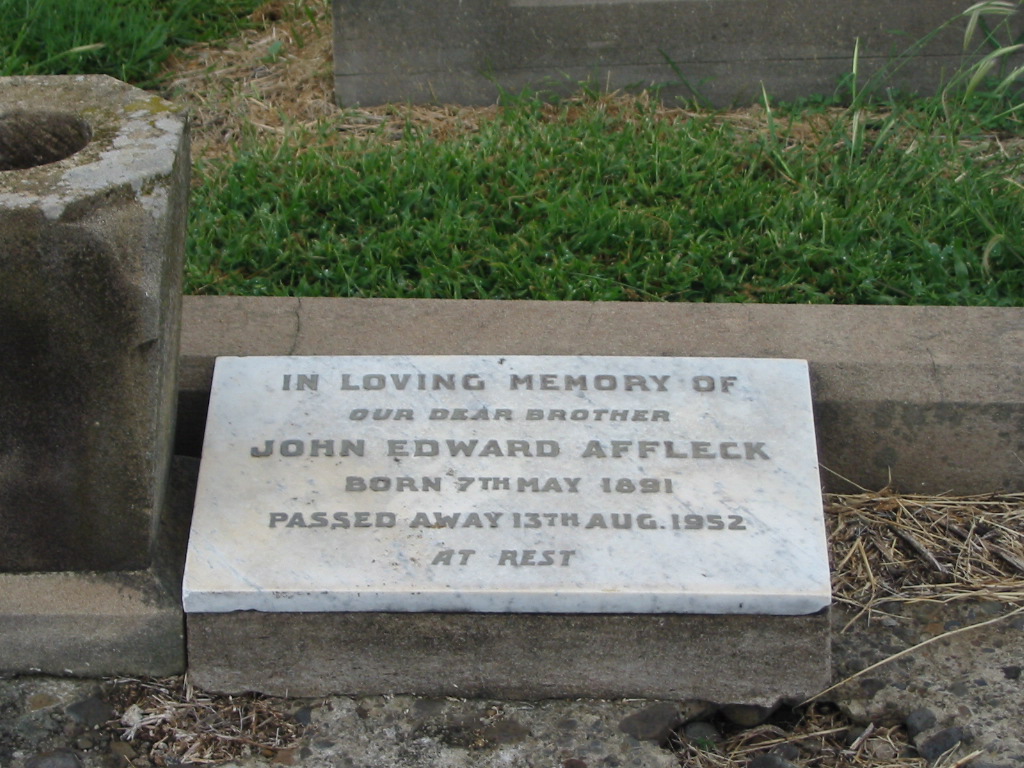 IN LOVING MEMORY OF
OUR DEAR BROTHER
JOHN EDWARD AFFLECK
BORN 7TH MAY 1891
PASSED AWAY 13TH AUG. 1952
AT REST